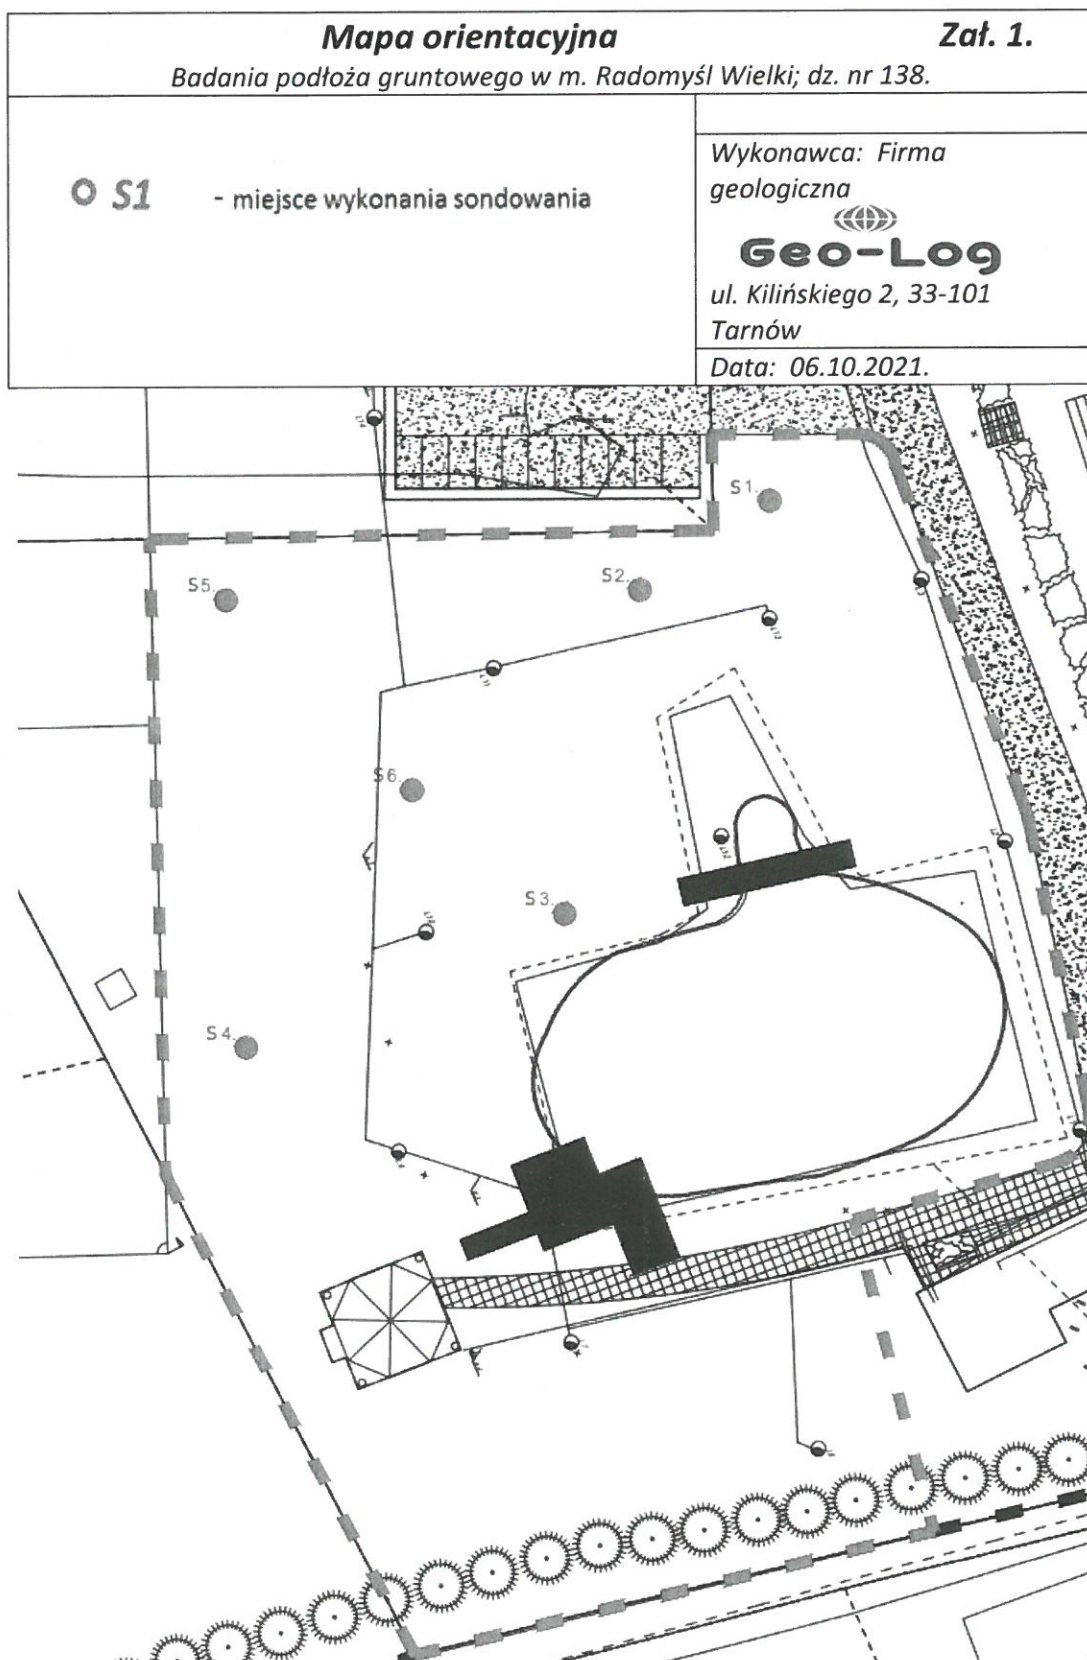 Mapa orientacyjna
Zał. 1.
Badania podłoża gruntowego w m. Radomyśl Wielki; dz. nr 138.
S1 - miejsce wykonania sondowania
Wykonawca: Firma
geologiczna
Geo-Log
ul. Kilińskiego 2, 33-101
Tarnów
Data: 06.10.2021.
S1.
S2.
S5.
S6.
S3.
S4.